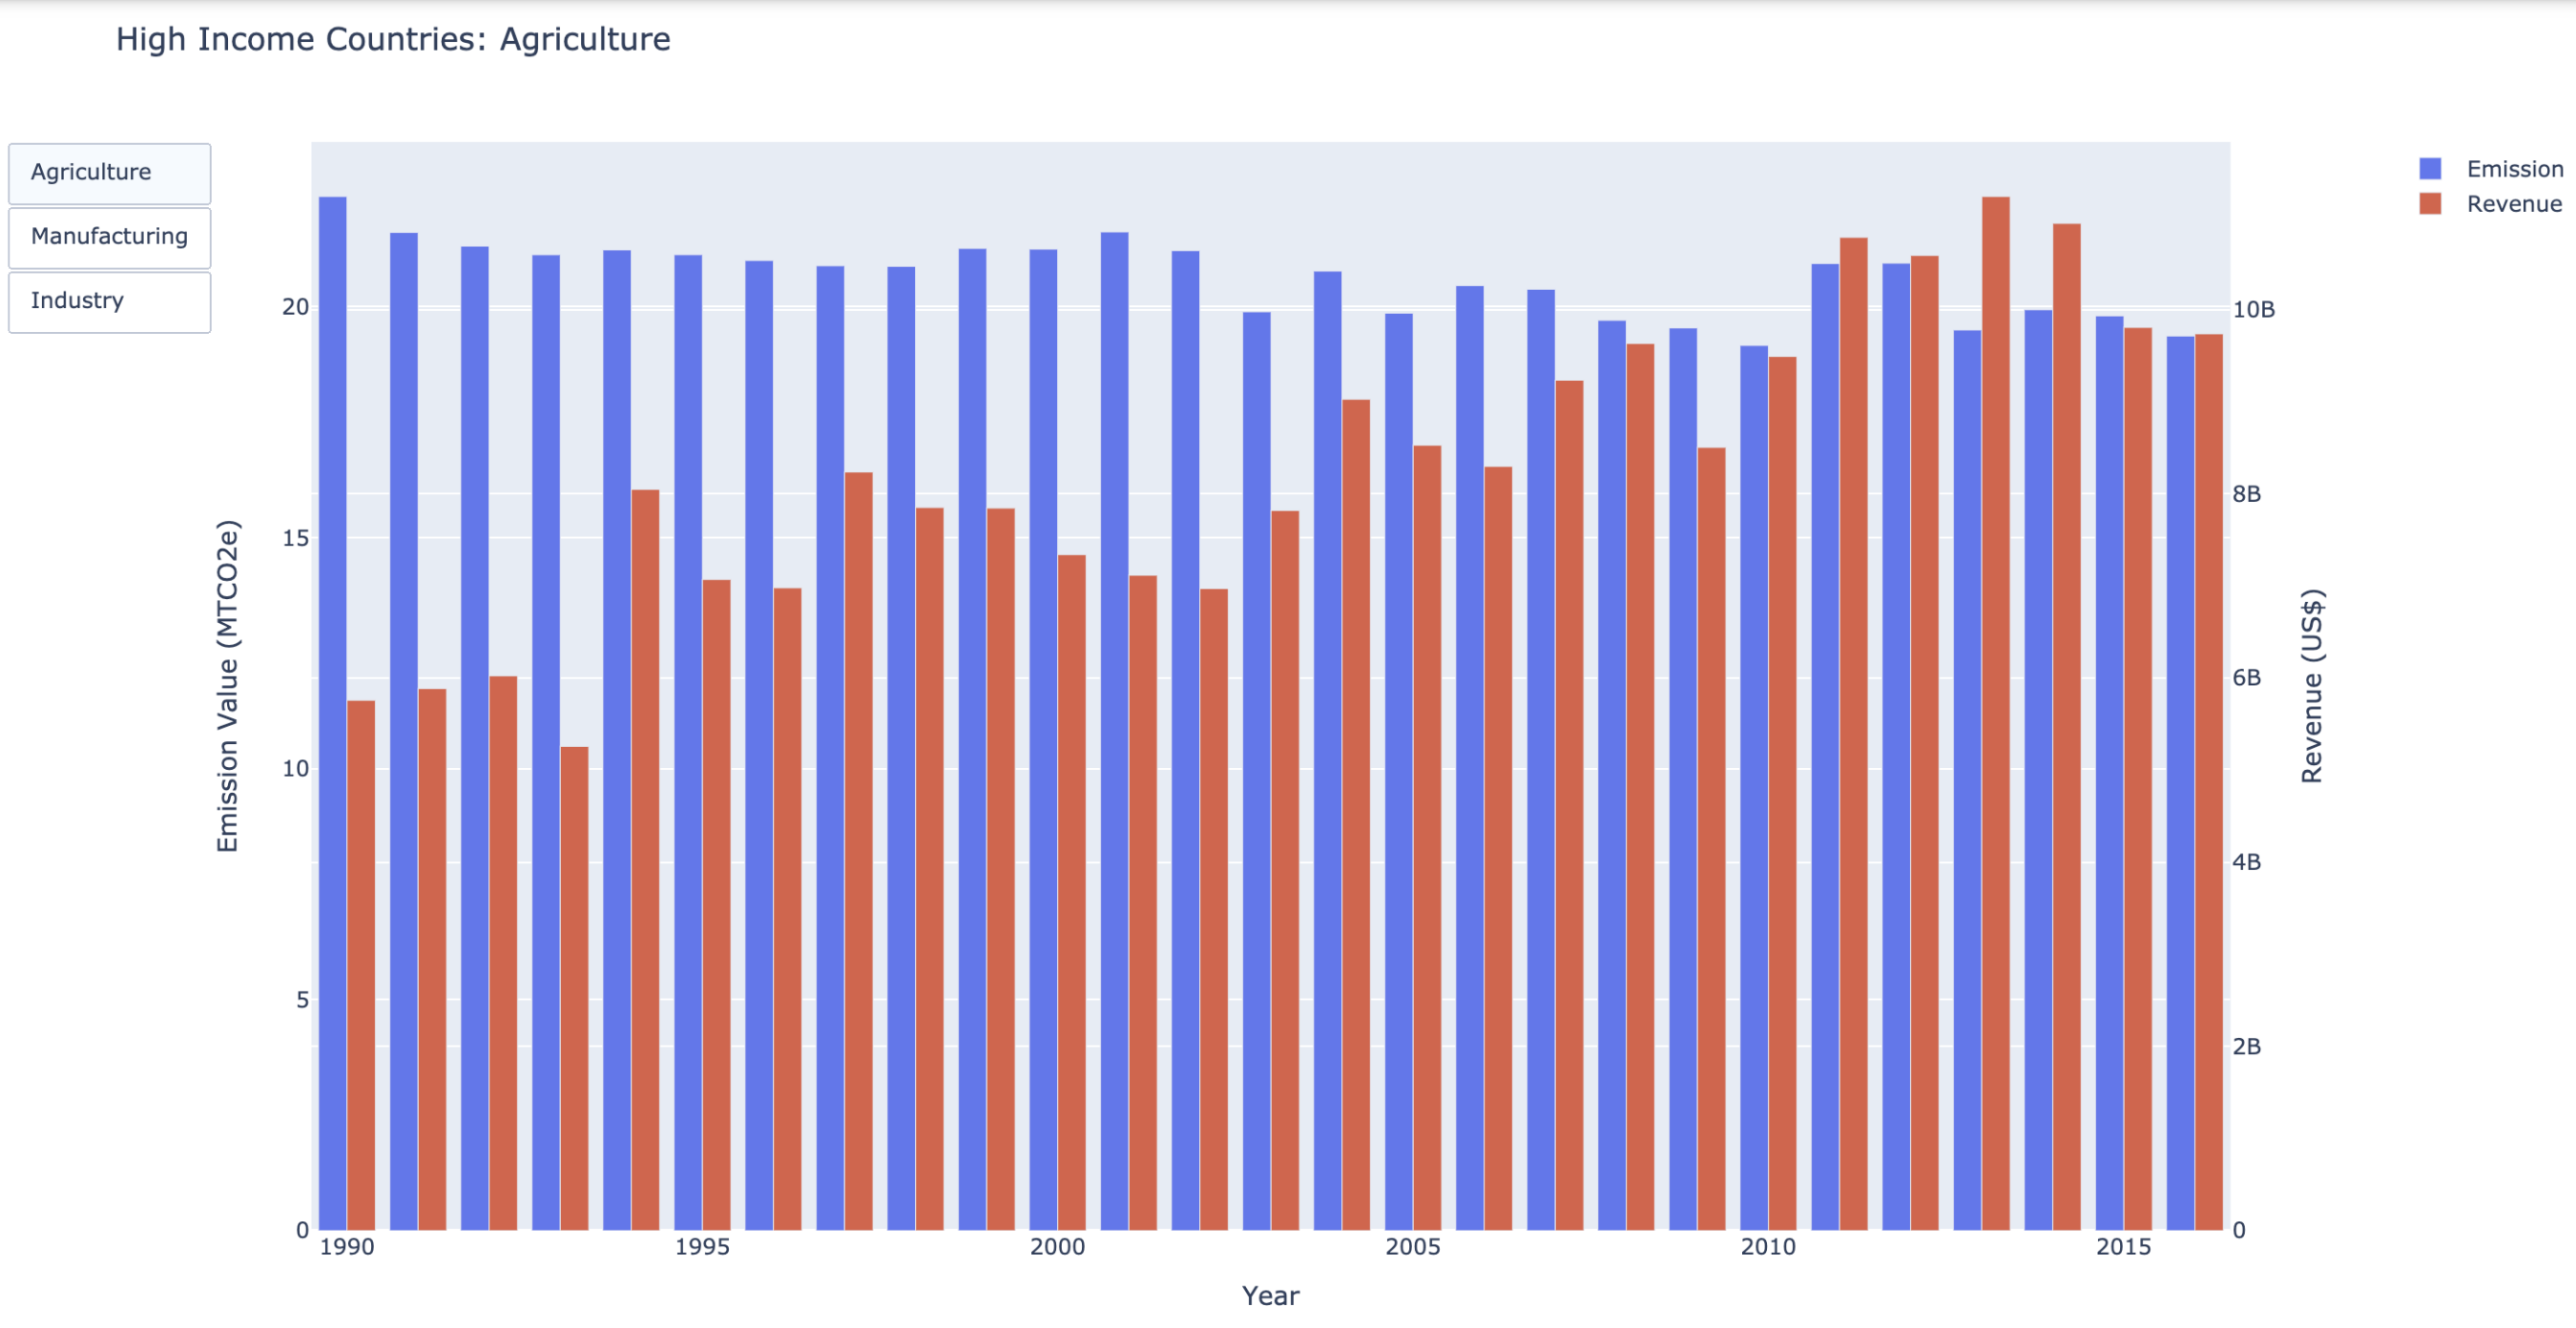 High Income Countries: Agriculture
Agriculture
Manufacturing
Industry
Emission
Revenue
Emission Value (MTCO2e)
20
15
10
5
0
10B
8B
6B
4B
2B
0
Revenue (US$)
1990
1995
2000
2005
2010
2015
Year